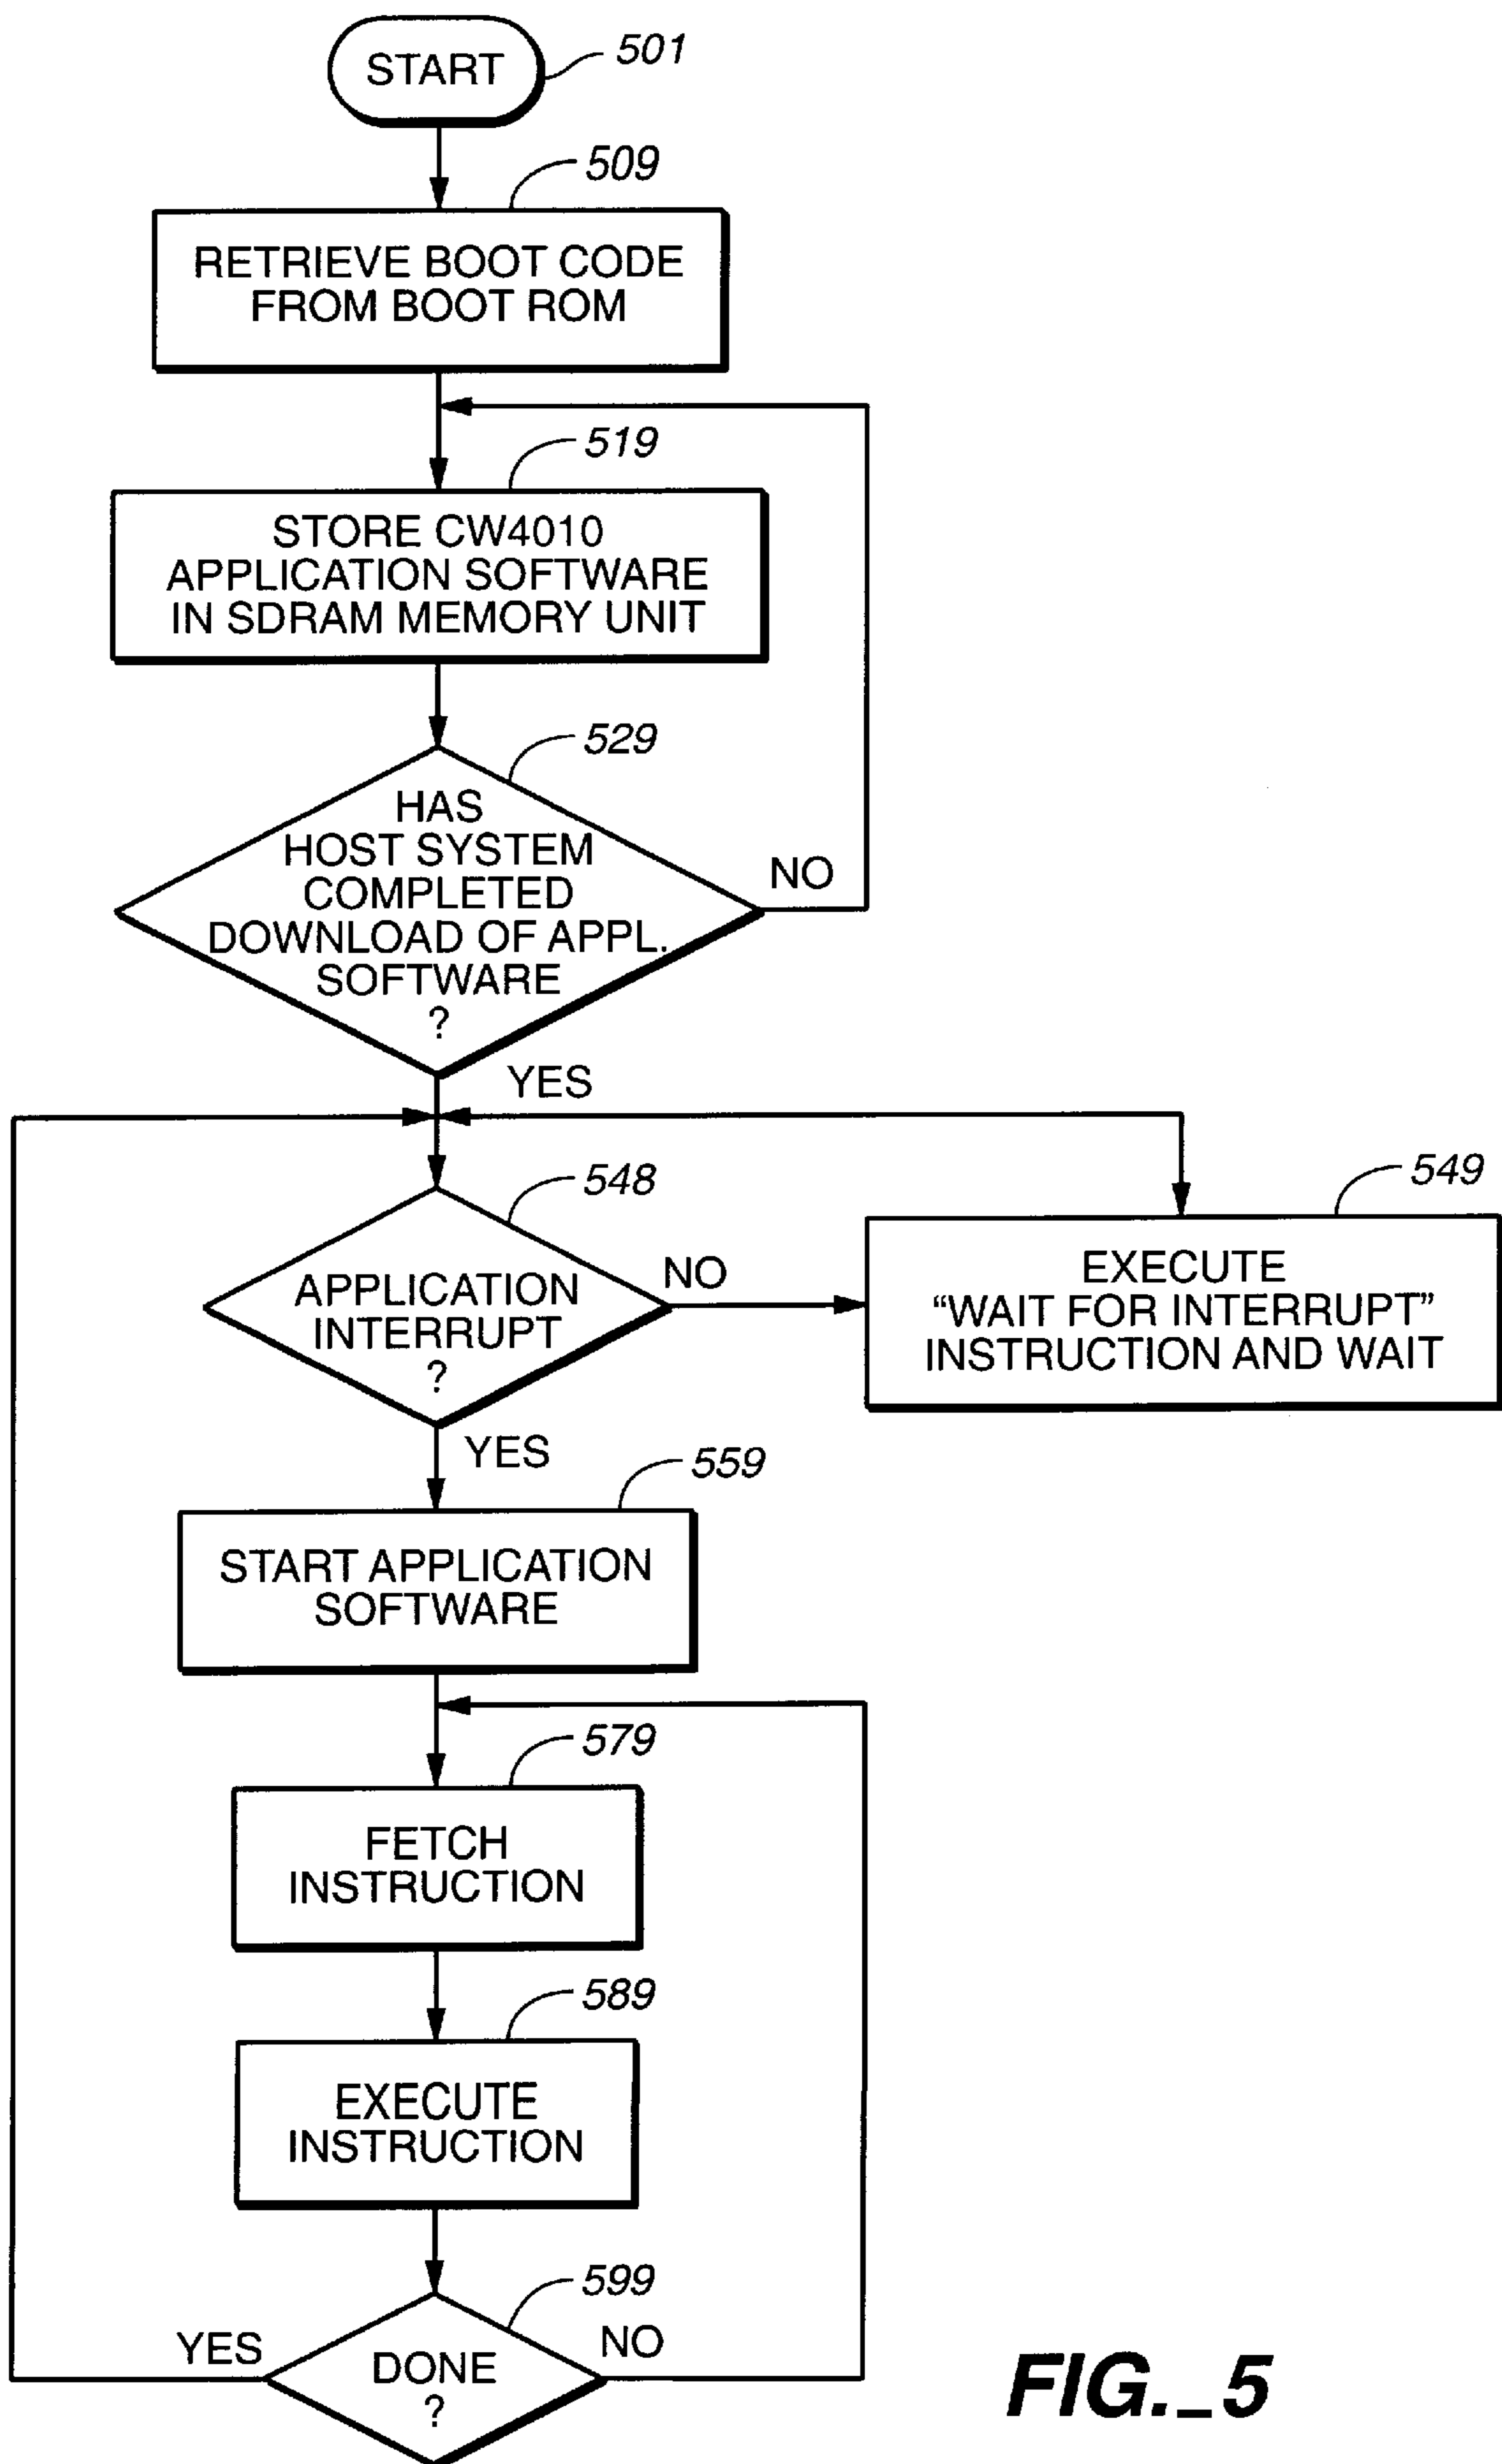 START
501
509
RETRIEVE BOOT CODE
FROM BOOT ROM
519
STORE CW4010
APPLICATION SOFTWARE
IN SDRAM MEMORY UNIT
529
HAS
HOST SYSTEM
COMPLETED
DOWNLOAD OF APPL.
SOFTWARE
?
NO
YES
548
APPLICATION
INTERRUPT
?
NO
549
EXECUTE
“WAIT FOR INTERRUPT”
INSTRUCTION AND WAIT
YES
559
START APPLICATION
SOFTWARE
579
FETCH
INSTRUCTION
589
EXECUTE
INSTRUCTION
599
YES
DONE
?
NO
FIG._5